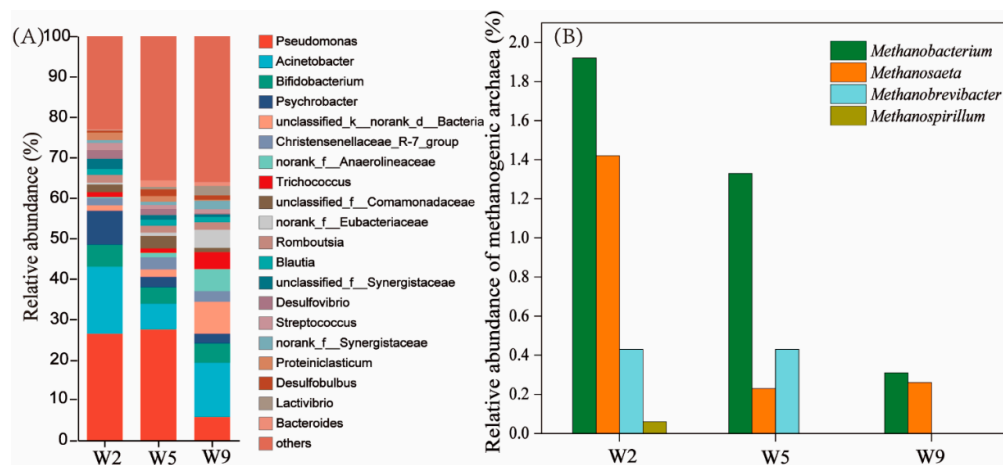 (A)
Relative abundance (%)
100
90
80
70
60
50
40
30
20
10
0
W2
W5
W9
Pseudomonas
Acinetobacter
Bifidobacterium
Psychrobacter
unclassified_k__norank_d__Bacteria
Christensenellaceae_R-7_group
norank_f__Anaerolineaceae
Trichococcus
unclassified_f__Comamonadaceae
norank_f__Eubacteriaceae
Romboutsia
Blautia
unclassified_f__Synergistaceae
Desulfovibrio
Streptococcus
norank_f__Synergistaceae
Proteiniclasticum
Desulfobulbus
Lactivibrio
Bacteroides
others
(B)
Relative abundance of methanogenic archaea (%)
2.0
1.8
1.6
1.4
1.2
1.0
0.8
0.6
0.4
0.2
0.0
W2
W5
W9
Methanobacterium
Methanosaeta
Methanobrevibacter
Methanospirillum